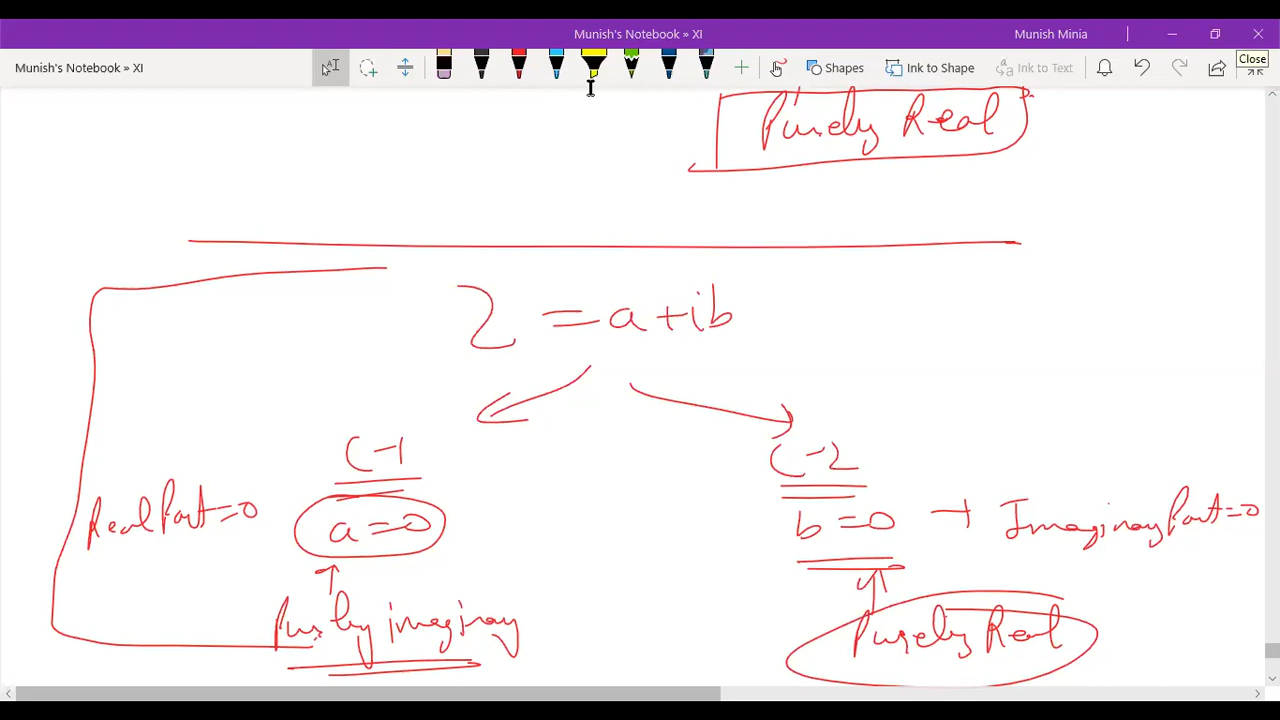 Munish's Notebook » XI
Munish Minia
Close
Munish's Notebook » XI
Shapes
Ink to Shape
Ink to Text
Purely Real
Z = a+ib
C-1
C-2
Real Part=0
a=0
b=0 → Imaginary Part=0
Purely imaginary
Purely Real